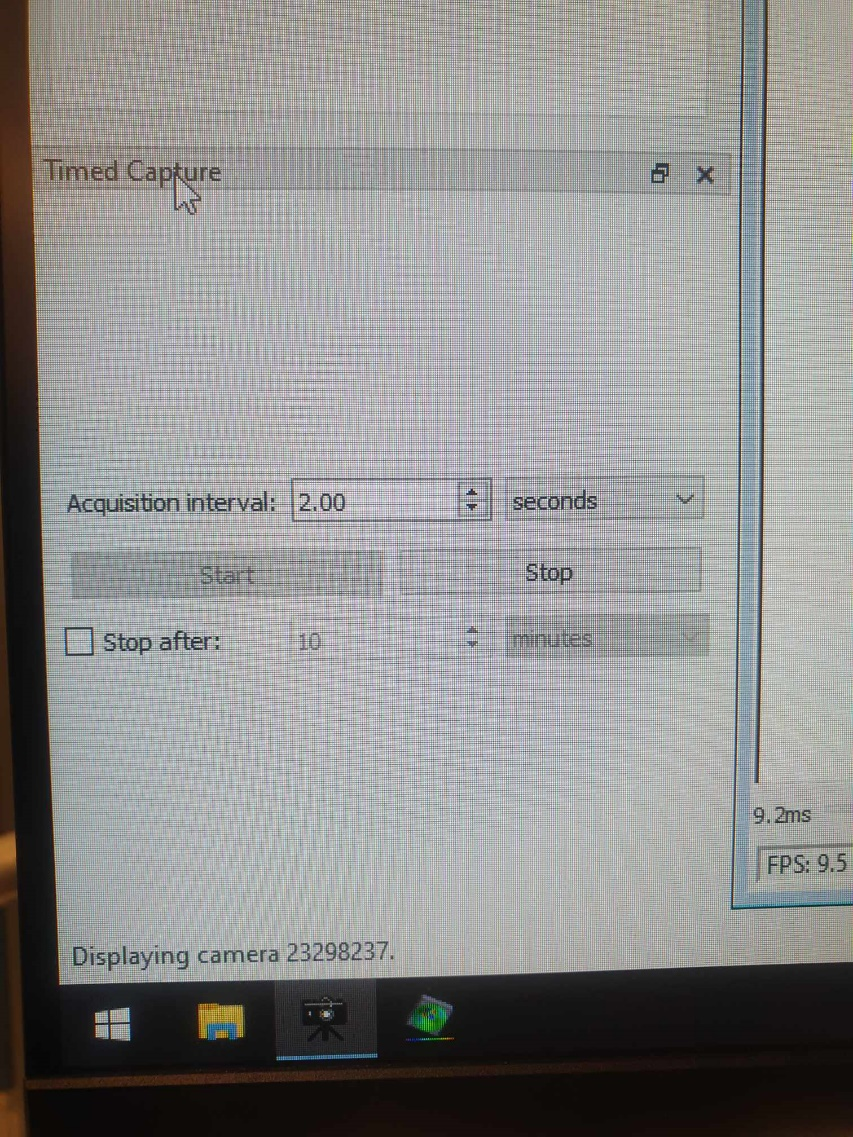 Timed Capture
Acquisition interval: 2.00 seconds
Start Stop
Stop after: 10 minutes
9.2ms
FPS: 9.5
Displaying camera 23298237.